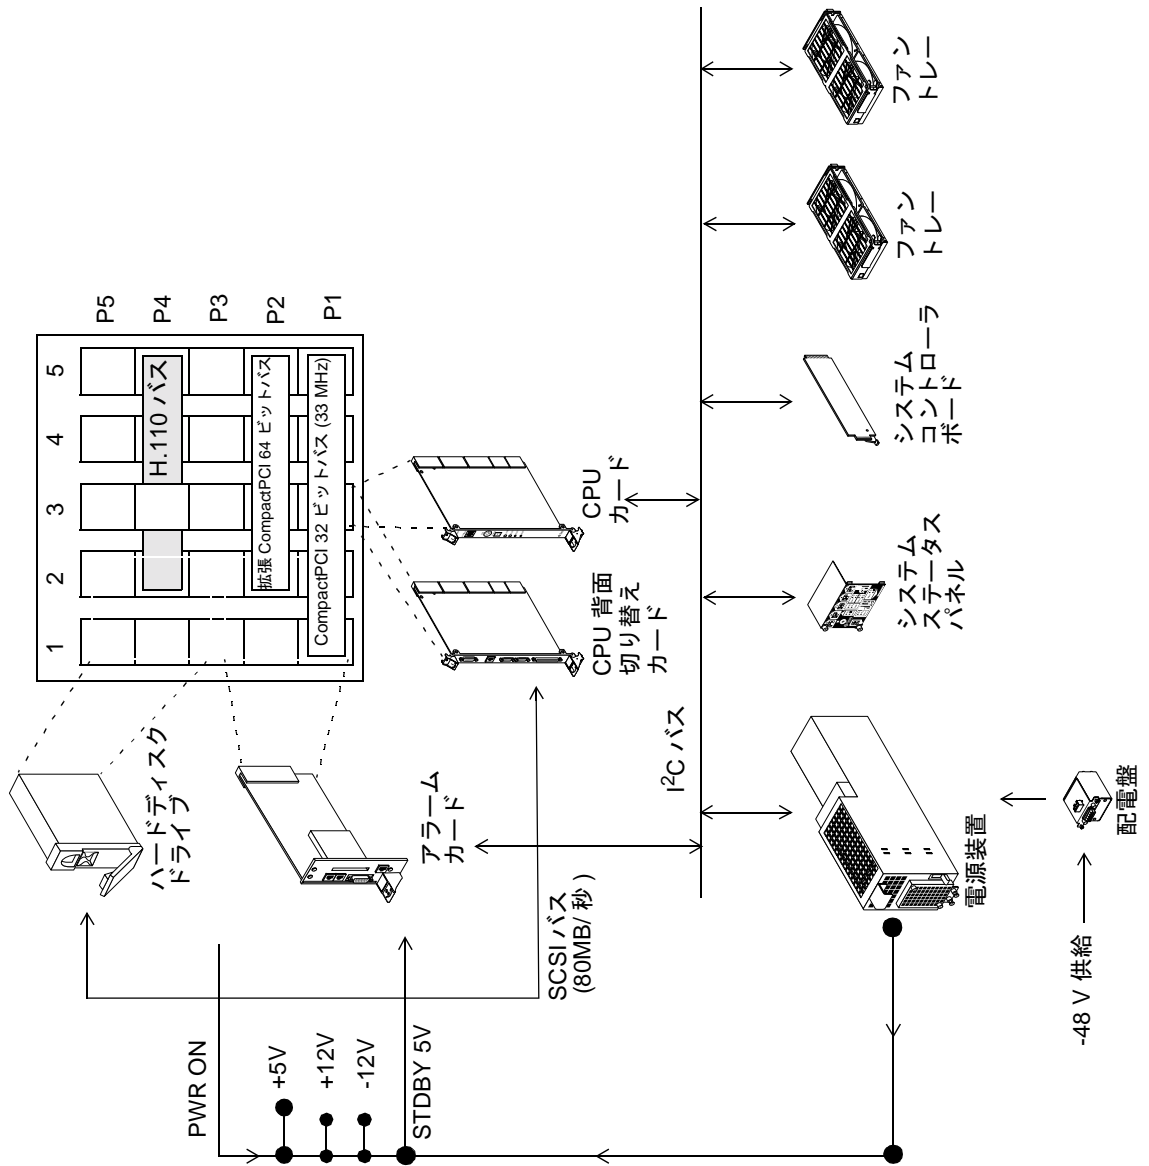 1
2
3
4
5
P5
P4
P3
P2
P1
H.110 バス
拡張 CompactPCI 64 ビットバス
CompactPCI 32 ビットバス (33 MHz)
ハードディスク
ドライブ
アラーム
カード
CPU 背面
切り替え
カード
CPU
カード
SCSI バス
(80MB/ 秒 )
I²C バス
PWR ON
+5V
+12V
-12V
STDBY 5V
電源装置
システム
ステータス
パネル
システム
コントローラ
ボード
ファン
トレー
ファン
トレー
-48 V 供給
配電盤